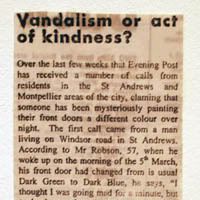 Vandalism or act
of kindness?
Over the last few weeks that Evening Post
has received a number of calls from
residents in the St Andrews and
Montpellier areas of the city, claming that
someone has been mysteriously painting
their front doors a different colour over
night. The first call came from a man
living on Windsor road in St Andrews.
According to Mr Robson, 57, when he
woke up on the morning of the 5th March,
his front door had changed from is usual
Dark Green to Dark Blue, he says, "I
thought I was going mad for a minute, but